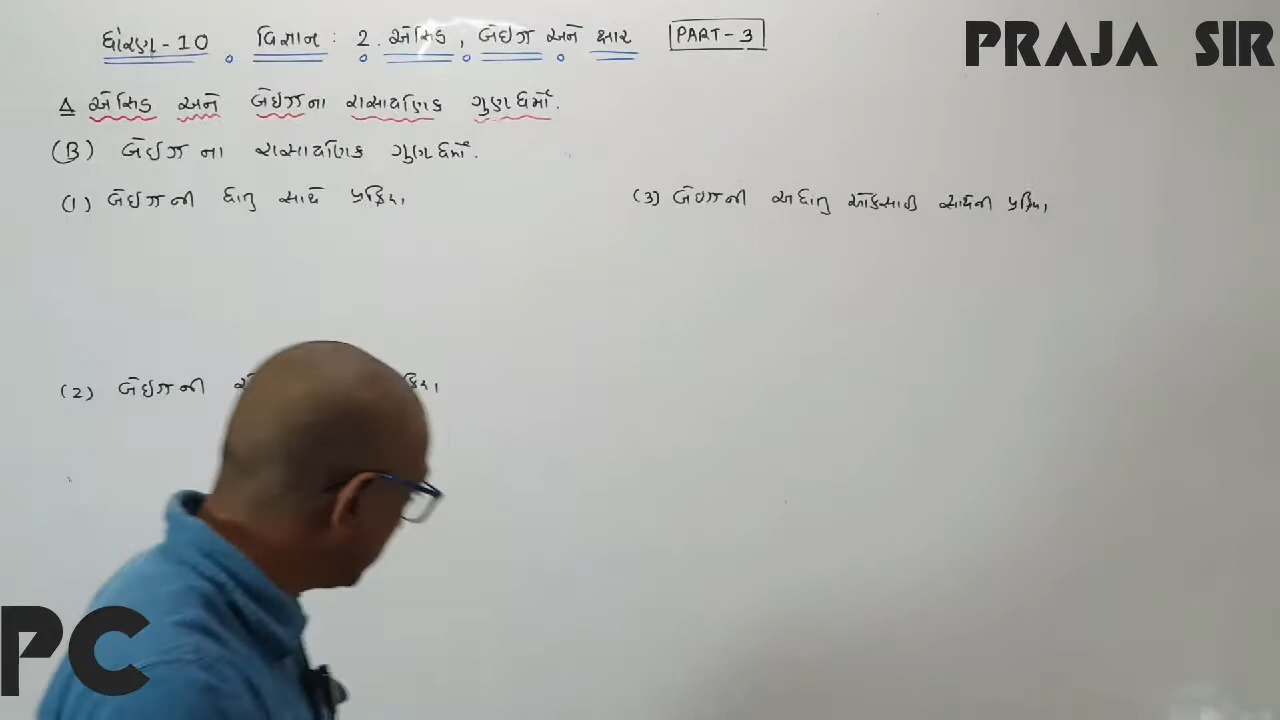 ધોરણ - 10 વિજ્ઞાન : 2. એસિડ, બેઇઝ અને ક્ષાર PART - 3
PRAJA SIR
△ એસિડ અને બેઇઝના રાસાયણિક ગુણધર્મો.
(B) બેઇઝ ના રાસાયણિક ગુણધર્મો.
(1) બેઇઝની ધાતુ સાથે પ્રક્રિયા
(3) બેઇઝની અધાતુ ઓક્સાઇડ સાથેની પ્રક્રિયા
(2) બેઇઝની
PC